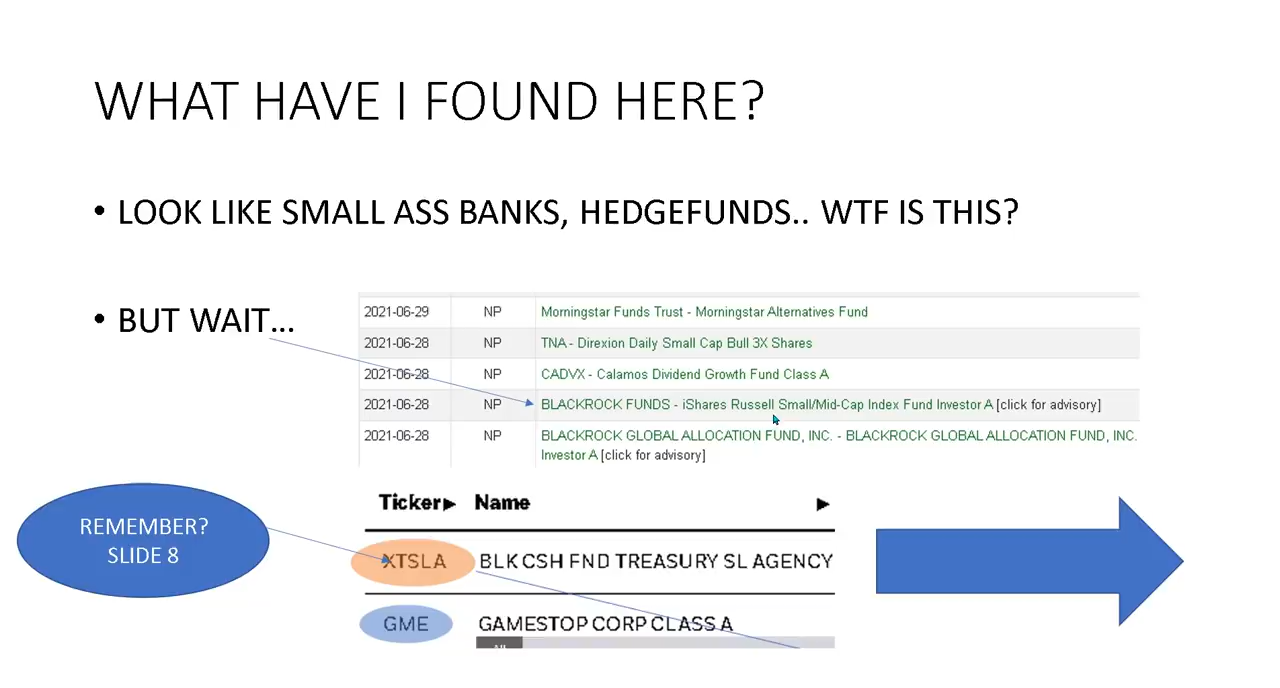 WHAT HAVE I FOUND HERE?
• LOOK LIKE SMALL ASS BANKS, HEDGEFUNDS.. WTF IS THIS?
• BUT WAIT...
2021-06-29 NP Morningstar Funds Trust - Morningstar Alternatives Fund
2021-06-28 NP TNA - Direxion Daily Small Cap Bull 3X Shares
2021-06-28 NP CADVX - Calamos Dividend Growth Fund Class A
2021-06-28 NP BLACKROCK FUNDS - iShares Russell Small/Mid-Cap Index Fund Investor A [click for advisory]
2021-06-28 NP BLACKROCK GLOBAL ALLOCATION FUND, INC. - BLACKROCK GLOBAL ALLOCATION FUND, INC.
Investor A [click for advisory]
REMEMBER?
SLIDE 8
Ticker▶ Name ▶
XTSLA BLK CSH FND TREASURY SL AGENCY
GME GAMESTOP CORP CLASS A